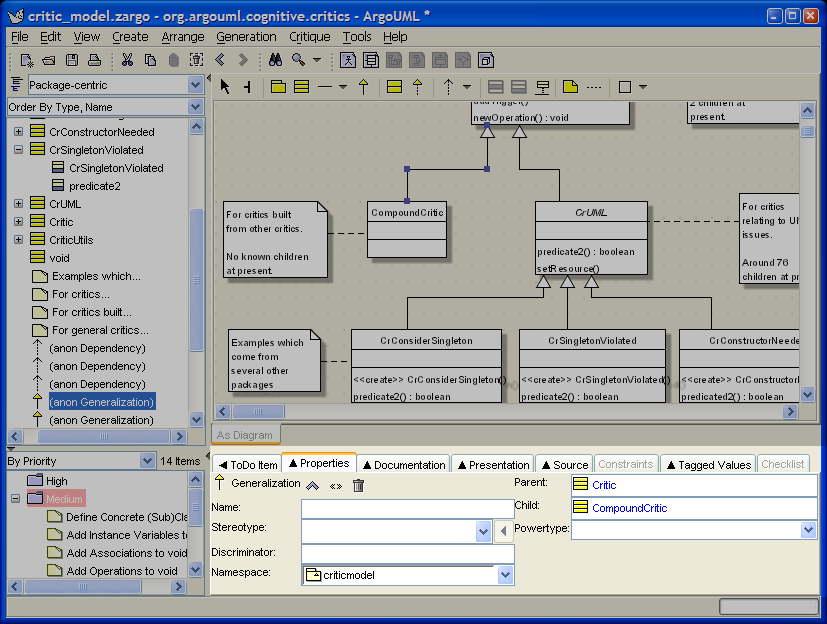 critic_model.zargo - org.argouml.cognitive.critics - ArgoUML *
File Edit View Create Arrange Generation Critique Tools Help
Package-centric
Order By Type, Name
CrConstructorNeeded
CrSingletonViolated
CrSingletonViolated
predicate2
CrUML
Critic
CriticUtils
void
Examples which...
For critics...
For critics built...
For general critics...
(anon Dependency)
(anon Dependency)
(anon Dependency)
(anon Generalization)
(anon Generalization)
newOperation() : void
2 children at
present.
For critics built
from other critics.
No known children
at present.
CompoundCritic
CrUML
predicate2() : boolean
setResource()
For critics
relating to UM
issues.
Around 76
children at pr
Examples which
come from
several other
packages
CrConsiderSingleton
<<create>> CrConsiderSingleton()
predicate2() : boolean
CrSingletonViolated
<<create>> CrSingletonViolated()
predicate2() : boolean
CrConstructorNeede
<<create>> CrConstructorI
predicated2() : boolean
As Diagram
By Priority 14 Items
High
Medium
Define Concrete (Sub)Cla
Add Instance Variables to
Add Associations to void
Add Operations to void
ToDo Item Properties Documentation Presentation Source Constraints Tagged Values Checklist
Generalization
Name:
Stereotype:
Discriminator:
Namespace: criticmodel
Parent: Critic
Child: CompoundCritic
Powertype: